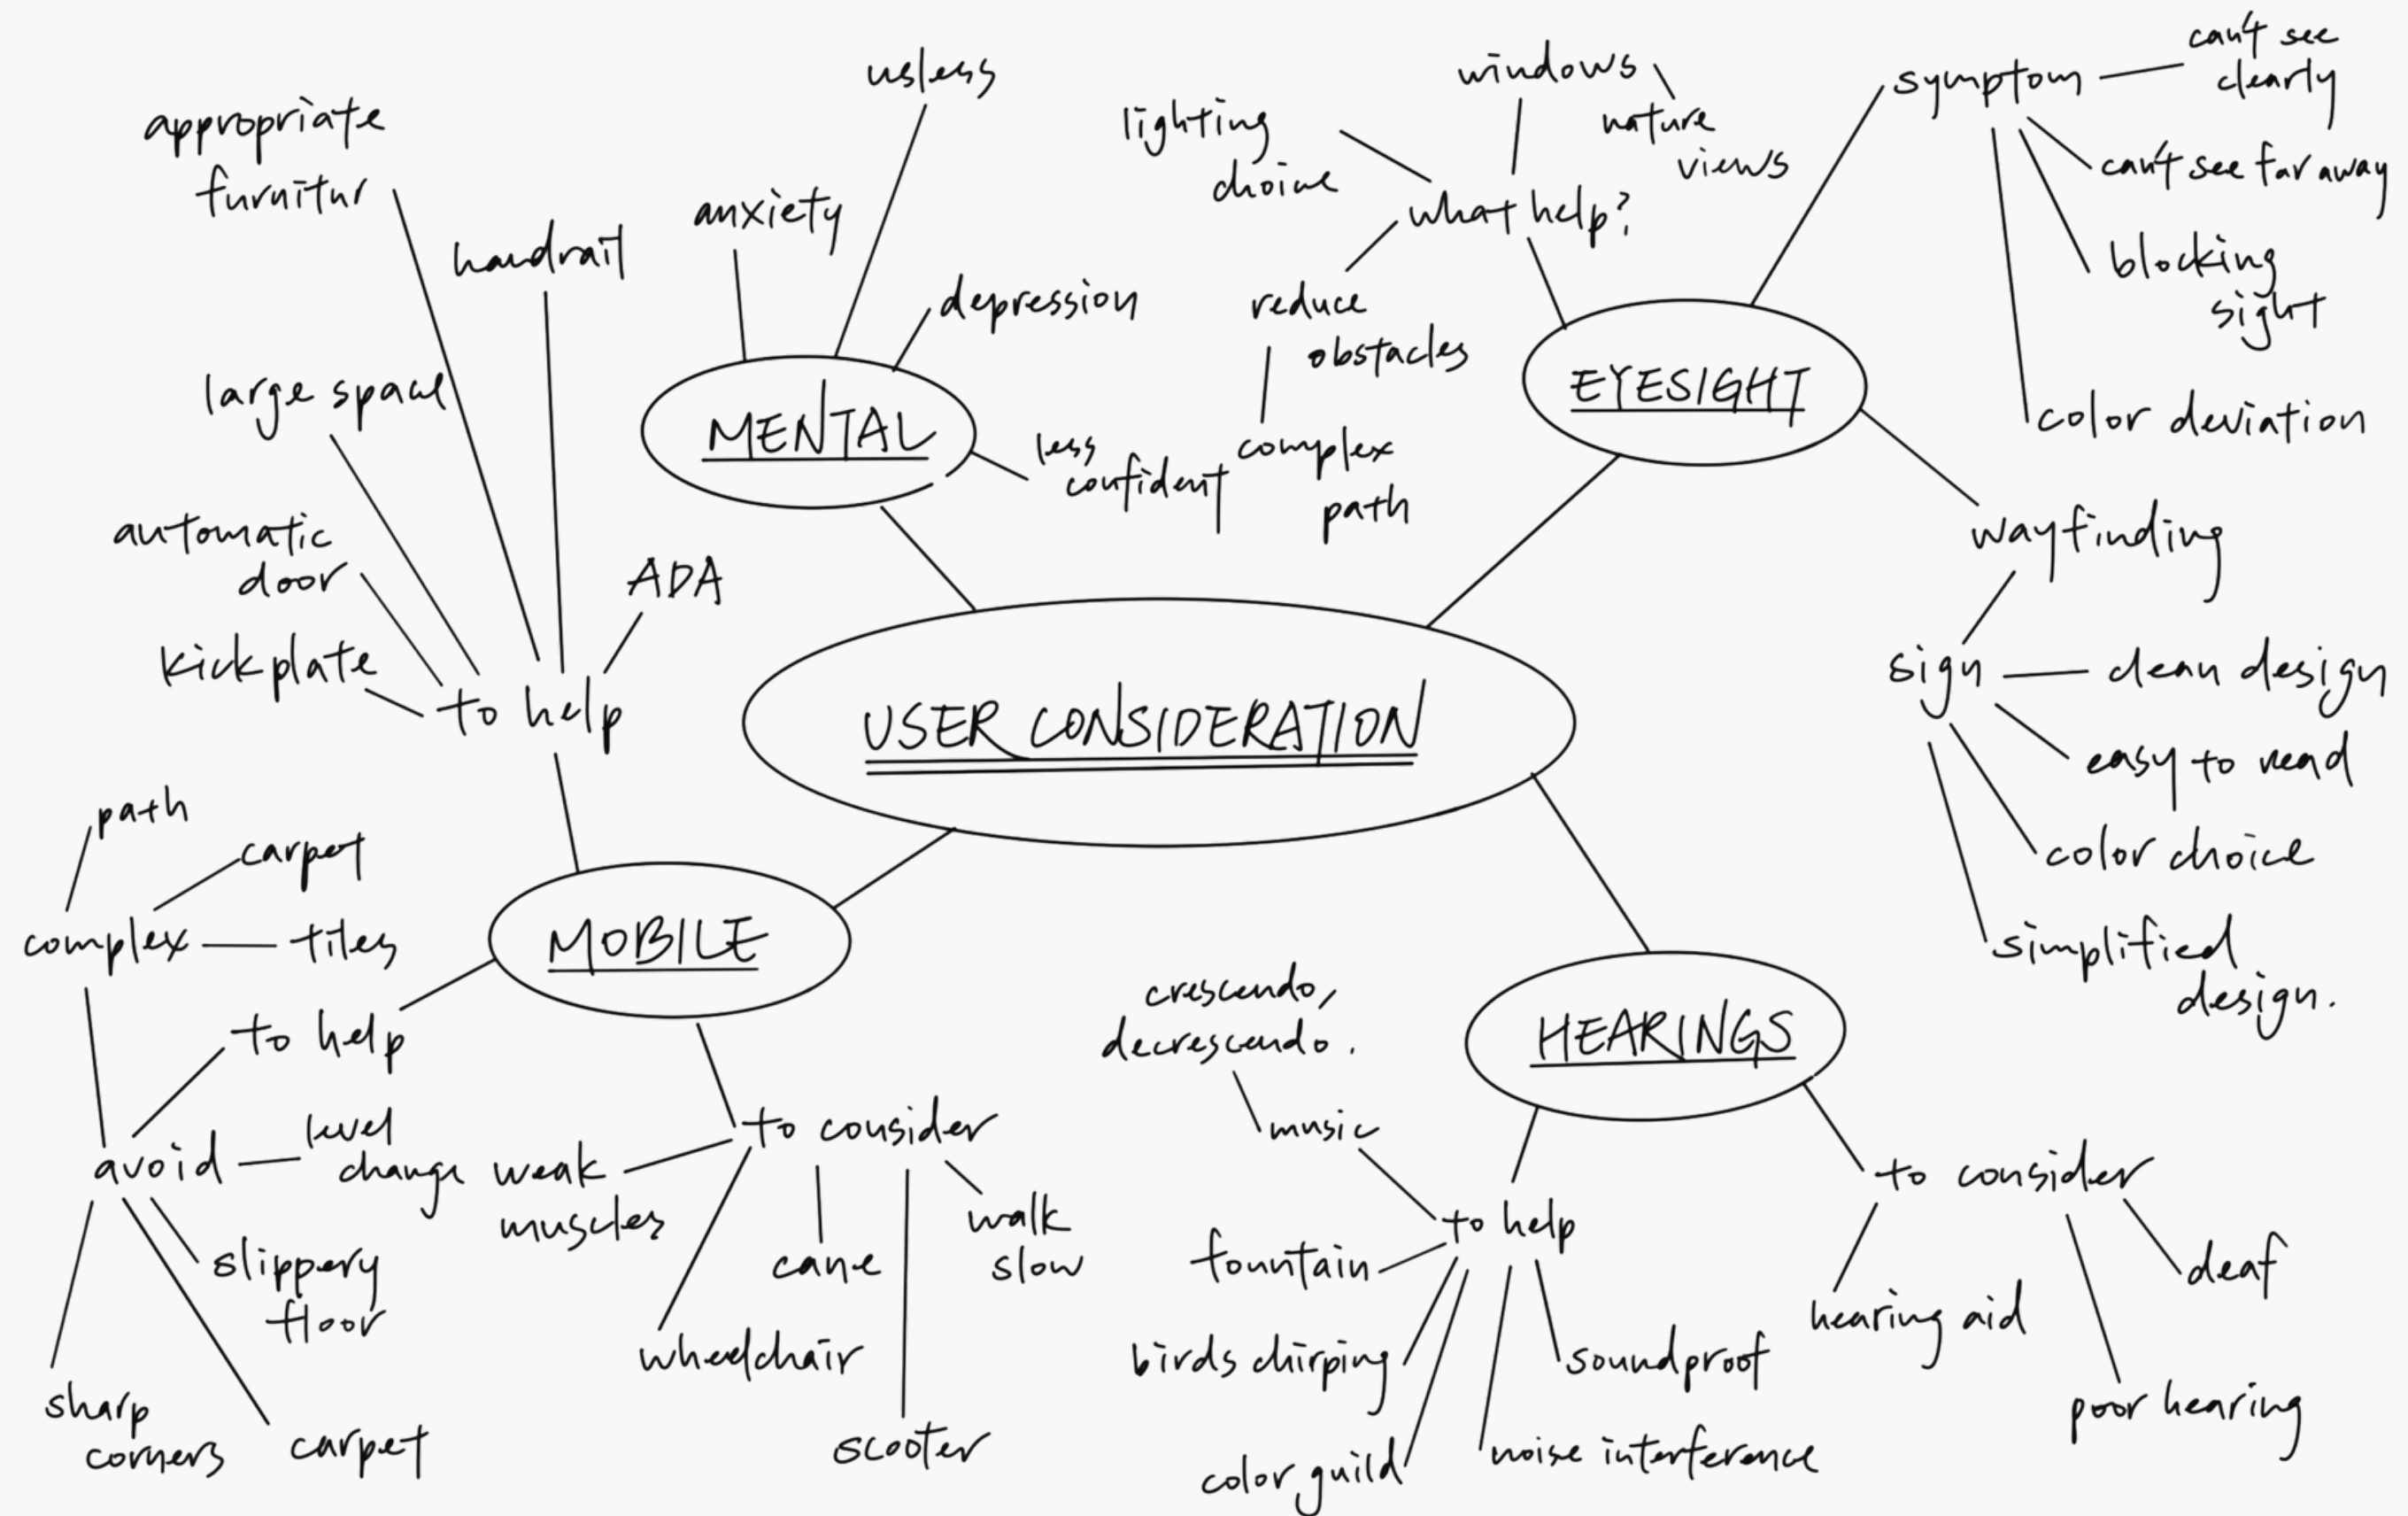 usless
appropriate
furnitur
handrail
anxiety
depression
large space
MENTAL
less
confident
automatic
door
ADA
kickplate
to help
windows
nature
views
lighting
choice
what help?
reduce
obstacles
complex
path
EYESIGHT
symptom
can't see
clearly
can't see far away
blocking
sight
color deviation
wayfinding
sign
clean design
easy to read
color choice
simplified
design.
USER CONSIDERATION
path
carpet
complex
tiles
MOBILE
to help
avoid
level
change
slippery
floor
sharp
corners
carpet
to consider
weak
muscles
walk
slow
cane
wheelchair
scooter
HEARINGS
crescendo,
decrescendo.
music
to help
fountain
birds chirping
soundproof
color guild
noise interference
to consider
deaf
hearing aid
poor hearing